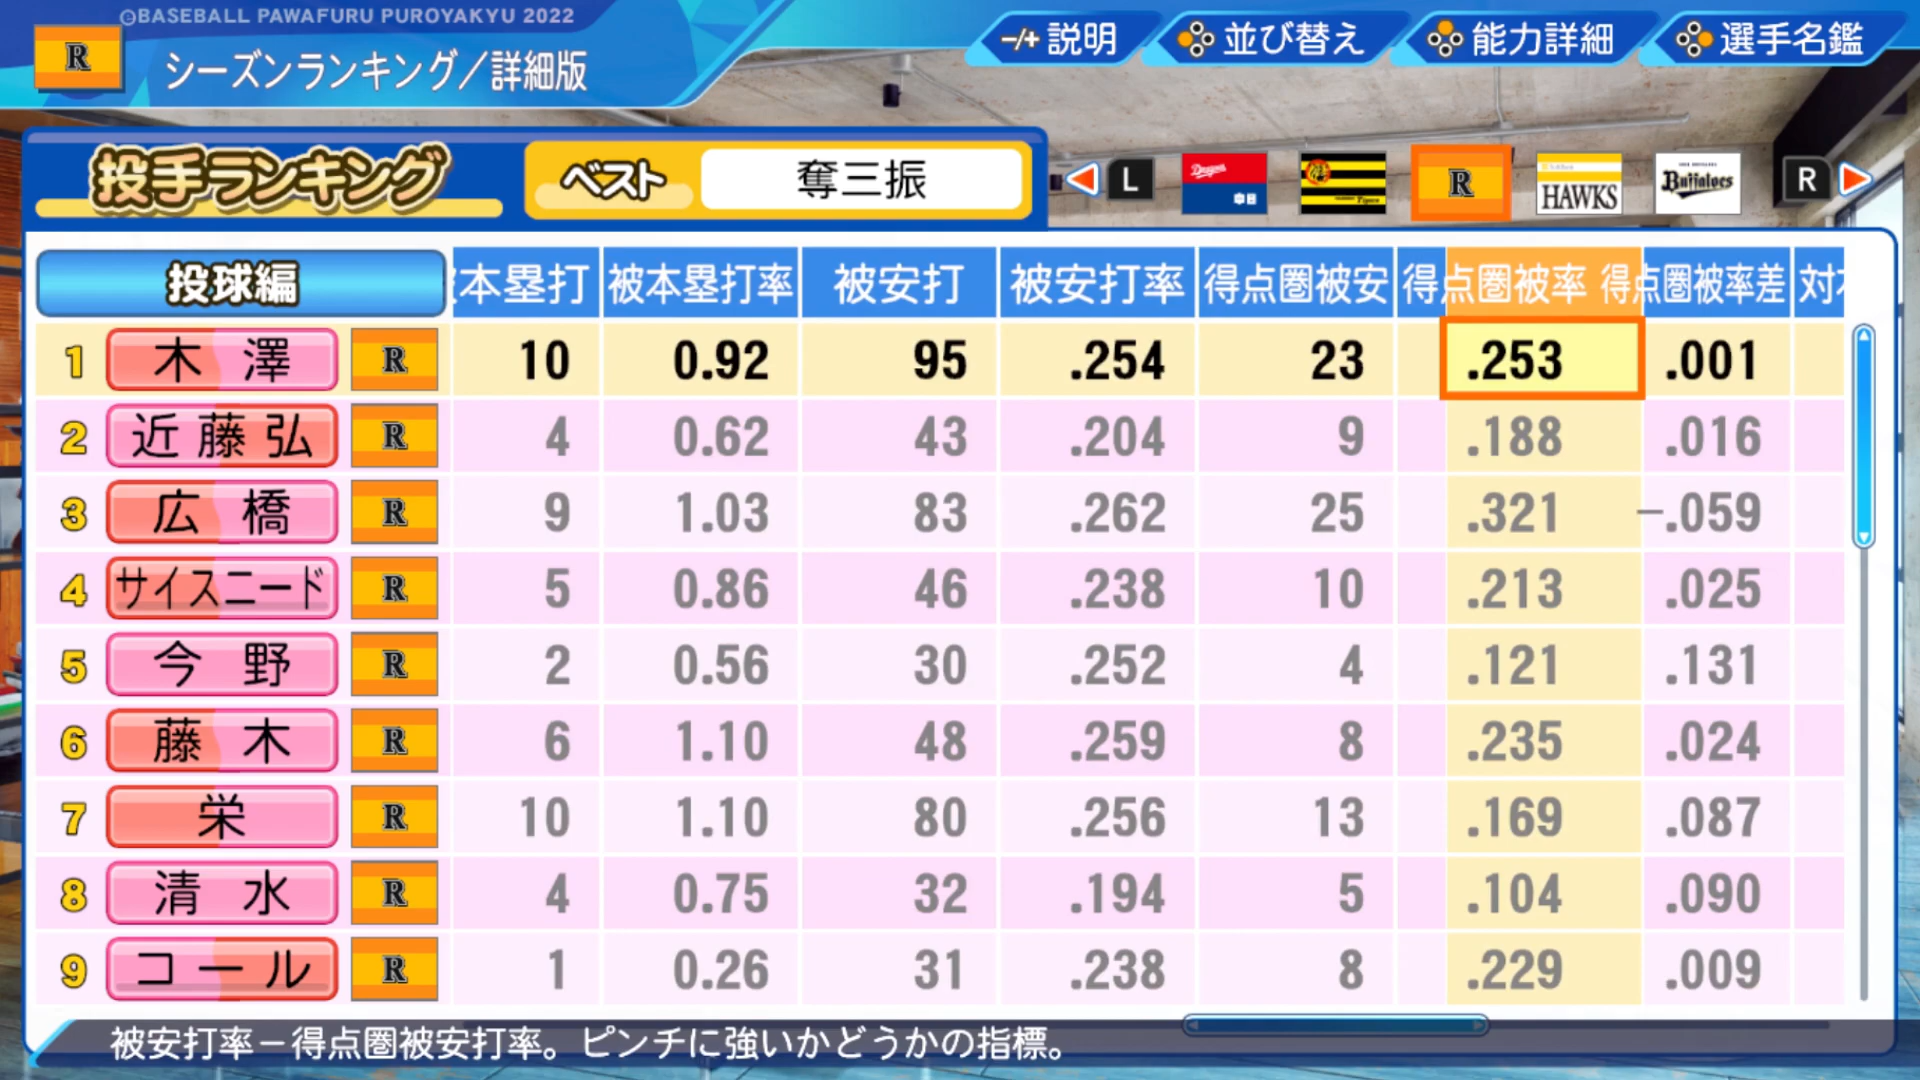 ©BASEBALL PAWAFURU PUROYAKYU 2022
R シーズンランキング／詳細版
−/+ 説明 並び替え 能力詳細 選手名鑑
投手ランキング ベスト 奪三振 L Dragons 中日 Tigers R HAWKS Buffaloes R
投球編 本塁打 被本塁打率 被安打 被安打率 得点圏被安 得点圏被率 得点圏被率差 対
1 木澤 R 10 0.92 95 .254 23 .253 .001
2 近藤弘 R 4 0.62 43 .204 9 .188 .016
3 広橋 R 9 1.03 83 .262 25 .321 −.059
4 サイスニード R 5 0.86 46 .238 10 .213 .025
5 今野 R 2 0.56 30 .252 4 .121 .131
6 藤木 R 6 1.10 48 .259 8 .235 .024
7 栄 R 10 1.10 80 .256 13 .169 .087
8 清水 R 4 0.75 32 .194 5 .104 .090
9 コール R 1 0.26 31 .238 8 .229 .009
被安打率－得点圏被安打率。ピンチに強いかどうかの指標。